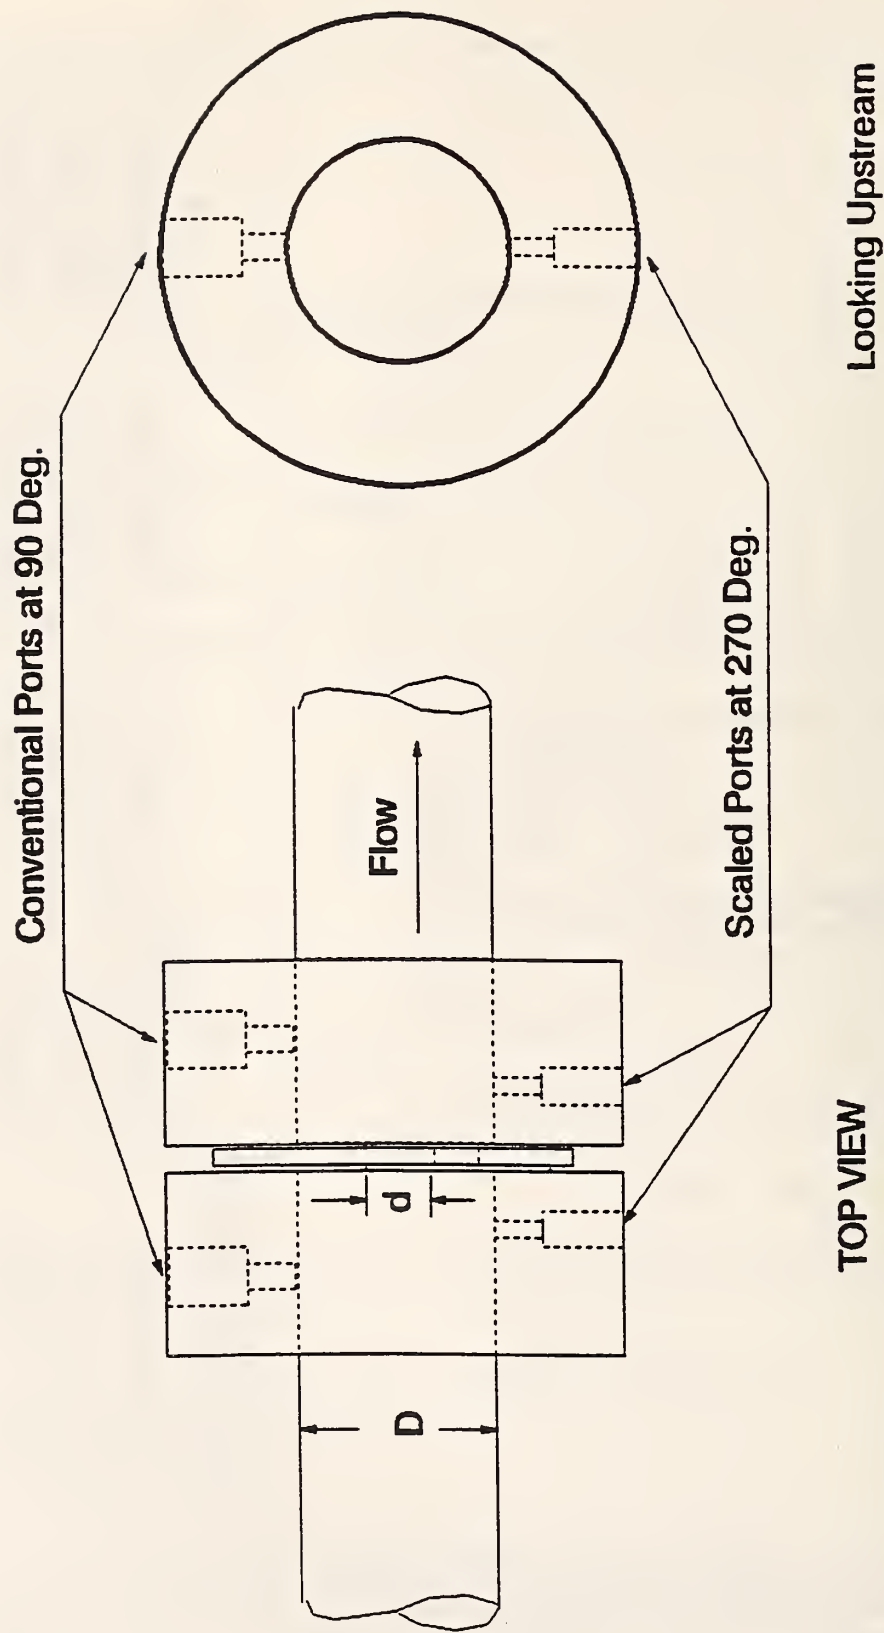 Conventional Ports at 90 Deg.
Flow
d
D
Scaled Ports at 270 Deg.
TOP VIEW
Looking Upstream